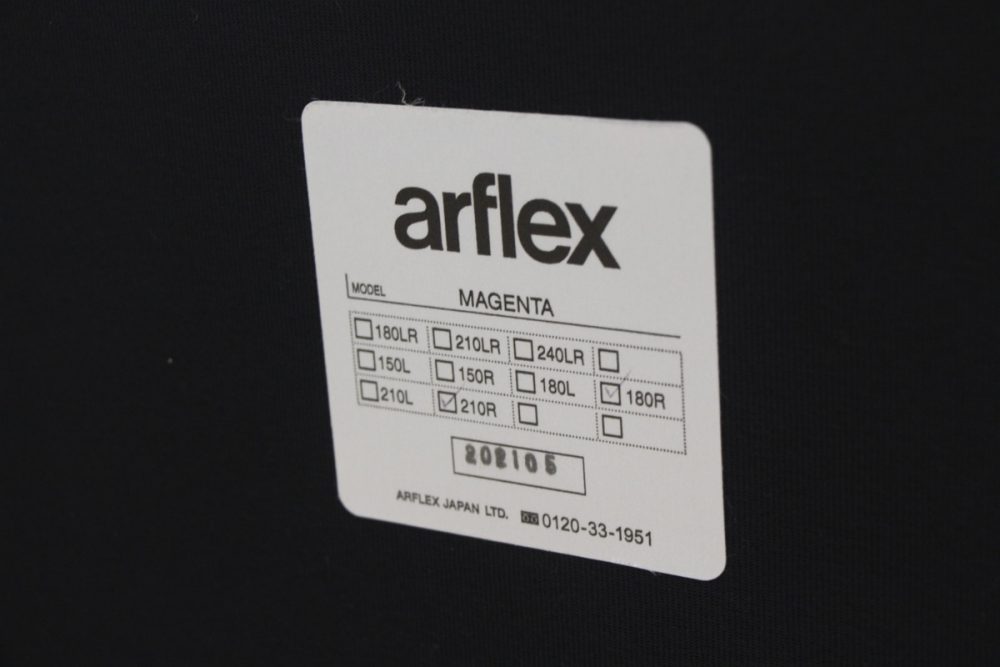 arflex
MODEL MAGENTA
☐180LR ☐210LR ☐240LR ☐
☐150L ☐150R ☐180L ☑180R
☐210L ☑210R ☐ ☐
202105
ARFLEX JAPAN LTD. 0120-33-1951